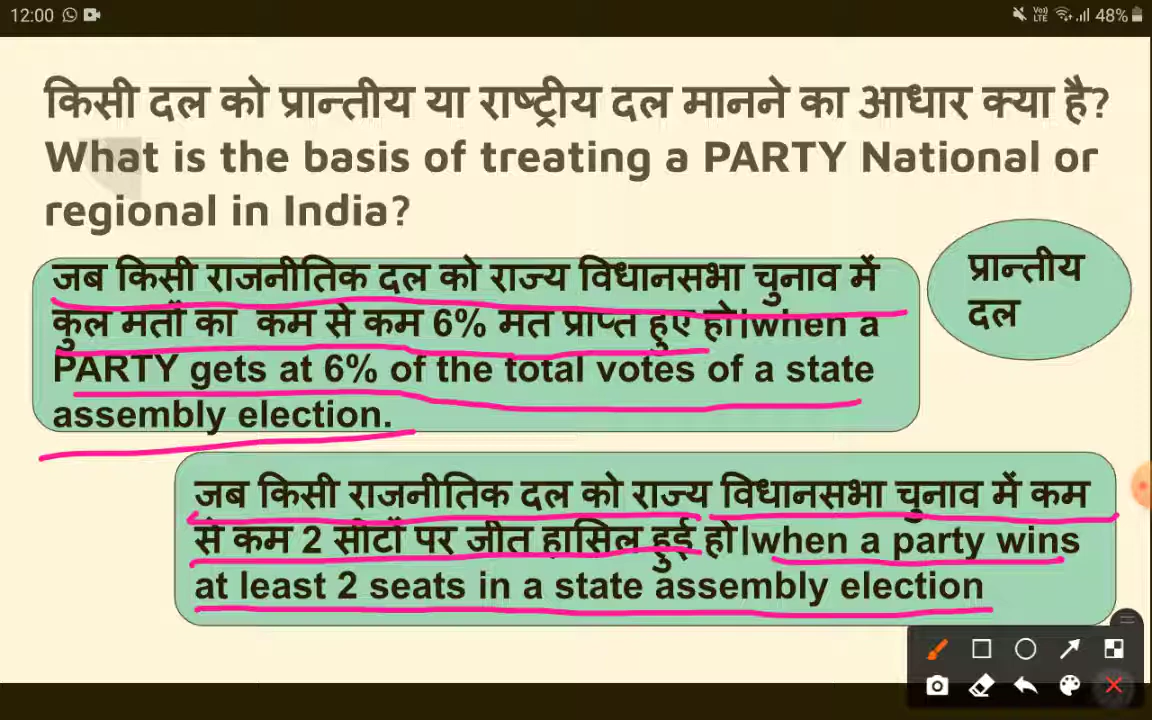 12:00
48%
किसी दल को प्रान्तीय या राष्ट्रीय दल मानने का आधार क्या है?
What is the basis of treating a PARTY National or
regional in India?
जब किसी राजनीतिक दल को राज्य विधानसभा चुनाव में
कुल मतों का कम से कम 6% मत प्राप्त हुए हो|when a
PARTY gets at 6% of the total votes of a state
assembly election.
प्रान्तीय
दल
जब किसी राजनीतिक दल को राज्य विधानसभा चुनाव में कम
से कम 2 सीटों पर जीत हासिल हुई हो|when a party wins
at least 2 seats in a state assembly election